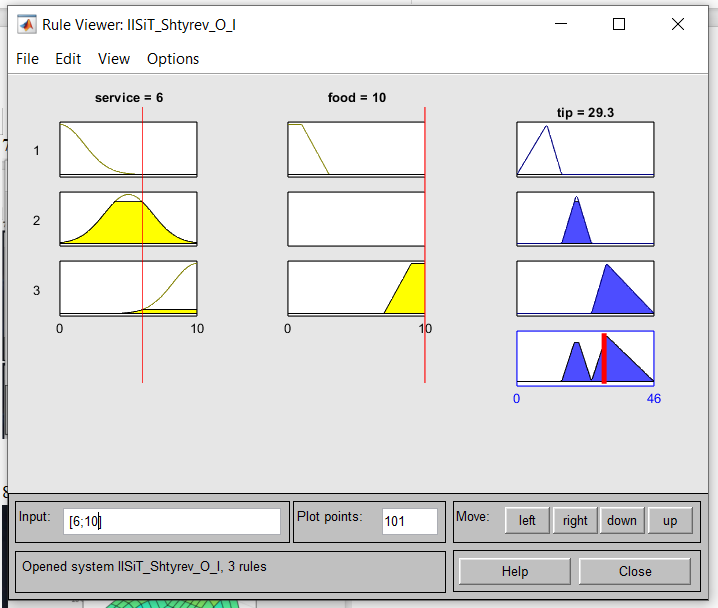 Rule Viewer: IISiT_Shtyrev_O_I
File Edit View Options
service = 6
food = 10
tip = 29.3
1
2
3
0 10
0 10
0 46
Input: [6;10]
Plot points: 101
Move: left right down up
Opened system IISiT_Shtyrev_O_I, 3 rules
Help Close